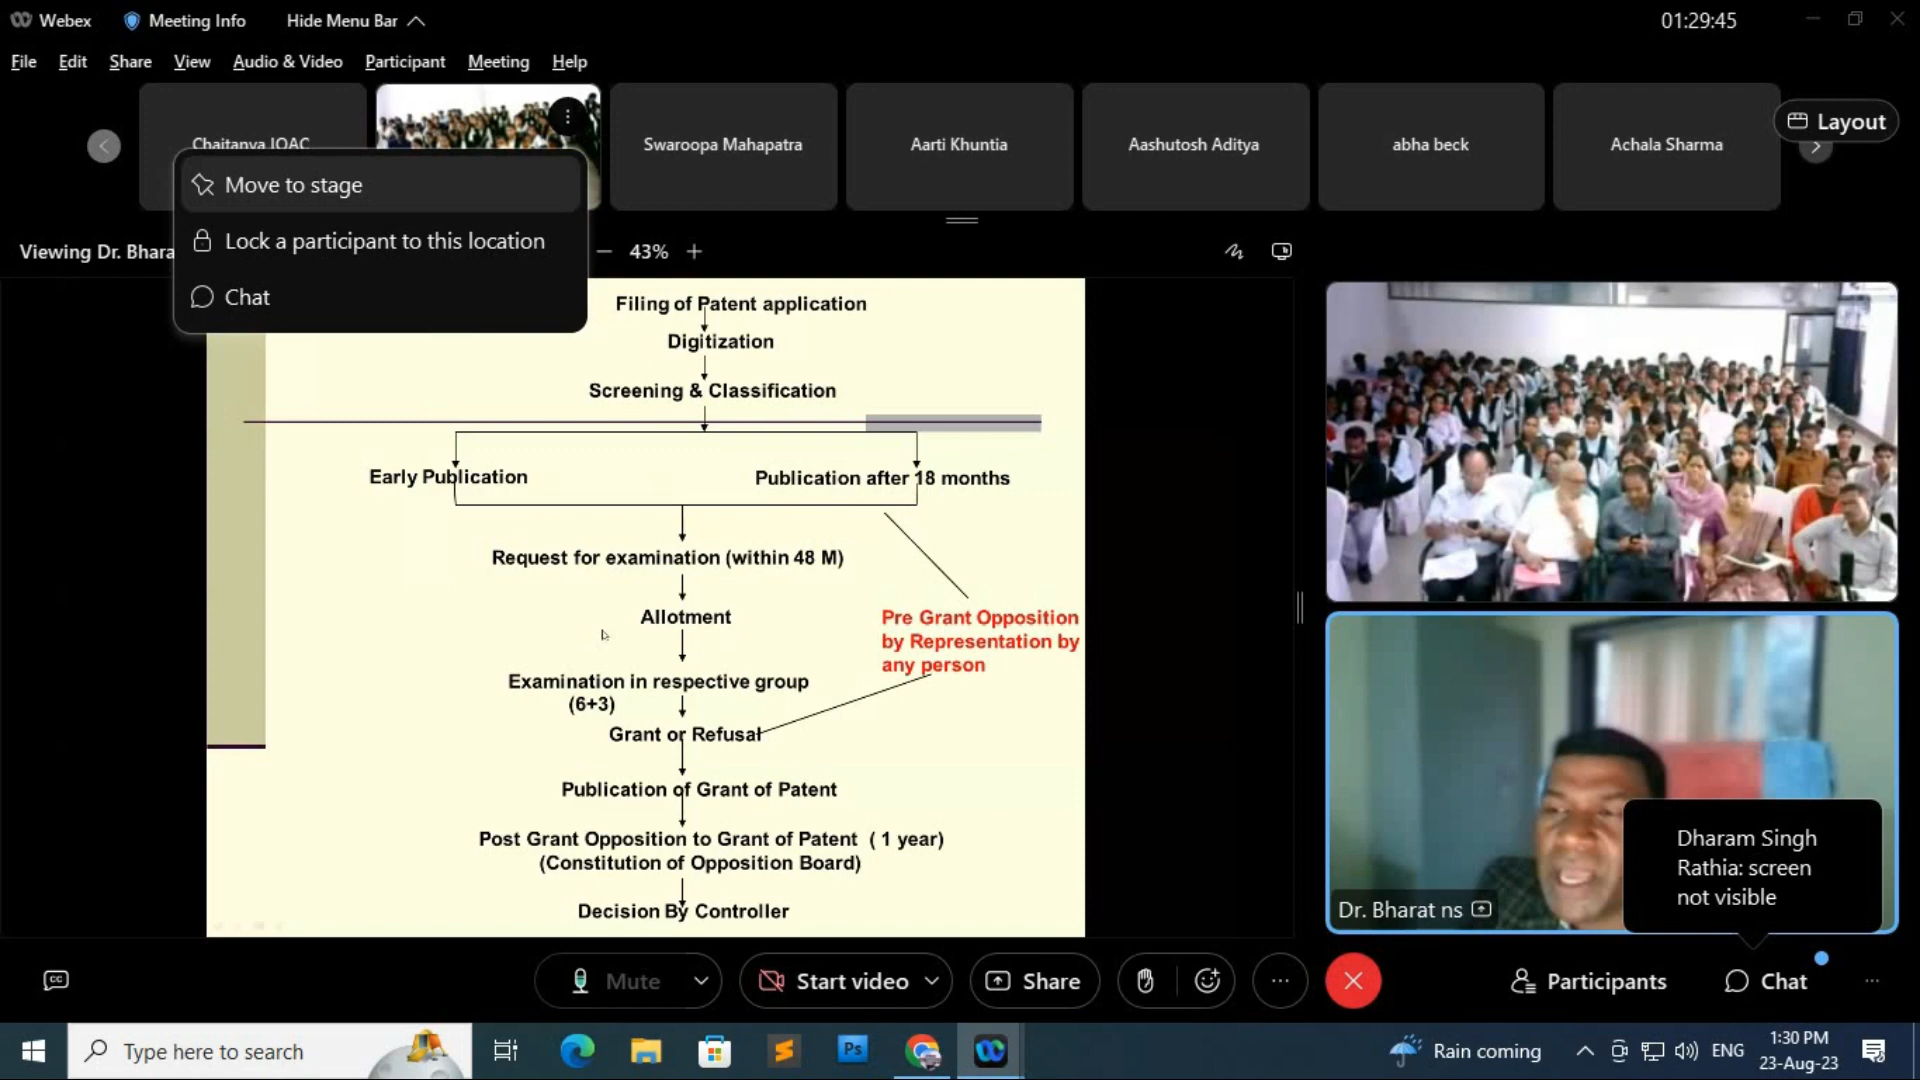 Webex
Meeting Info
Hide Menu Bar
01:29:45
File
Edit
Share
View
Audio & Video
Participant
Meeting
Help
Chaitanya IQAC
Swaroopa Mahapatra
Aarti Khuntia
Aashutosh Aditya
abha beck
Achala Sharma
Layout
Move to stage
Lock a participant to this location
Chat
Viewing Dr. Bhara
43%
Filing of Patent application
Digitization
Screening & Classification
Early Publication
Publication after 18 months
Request for examination (within 48 M)
Allotment
Pre Grant Opposition
by Representation by
any person
Examination in respective group
(6+3)
Grant or Refusal
Publication of Grant of Patent
Post Grant Opposition to Grant of Patent ( 1 year)
(Constitution of Opposition Board)
Decision By Controller
Dr. Bharat ns
Dharam Singh
Rathia: screen
not visible
CC
Mute
Start video
Share
Participants
Chat
Type here to search
Ps
Rain coming
ENG
1:30 PM
23-Aug-23